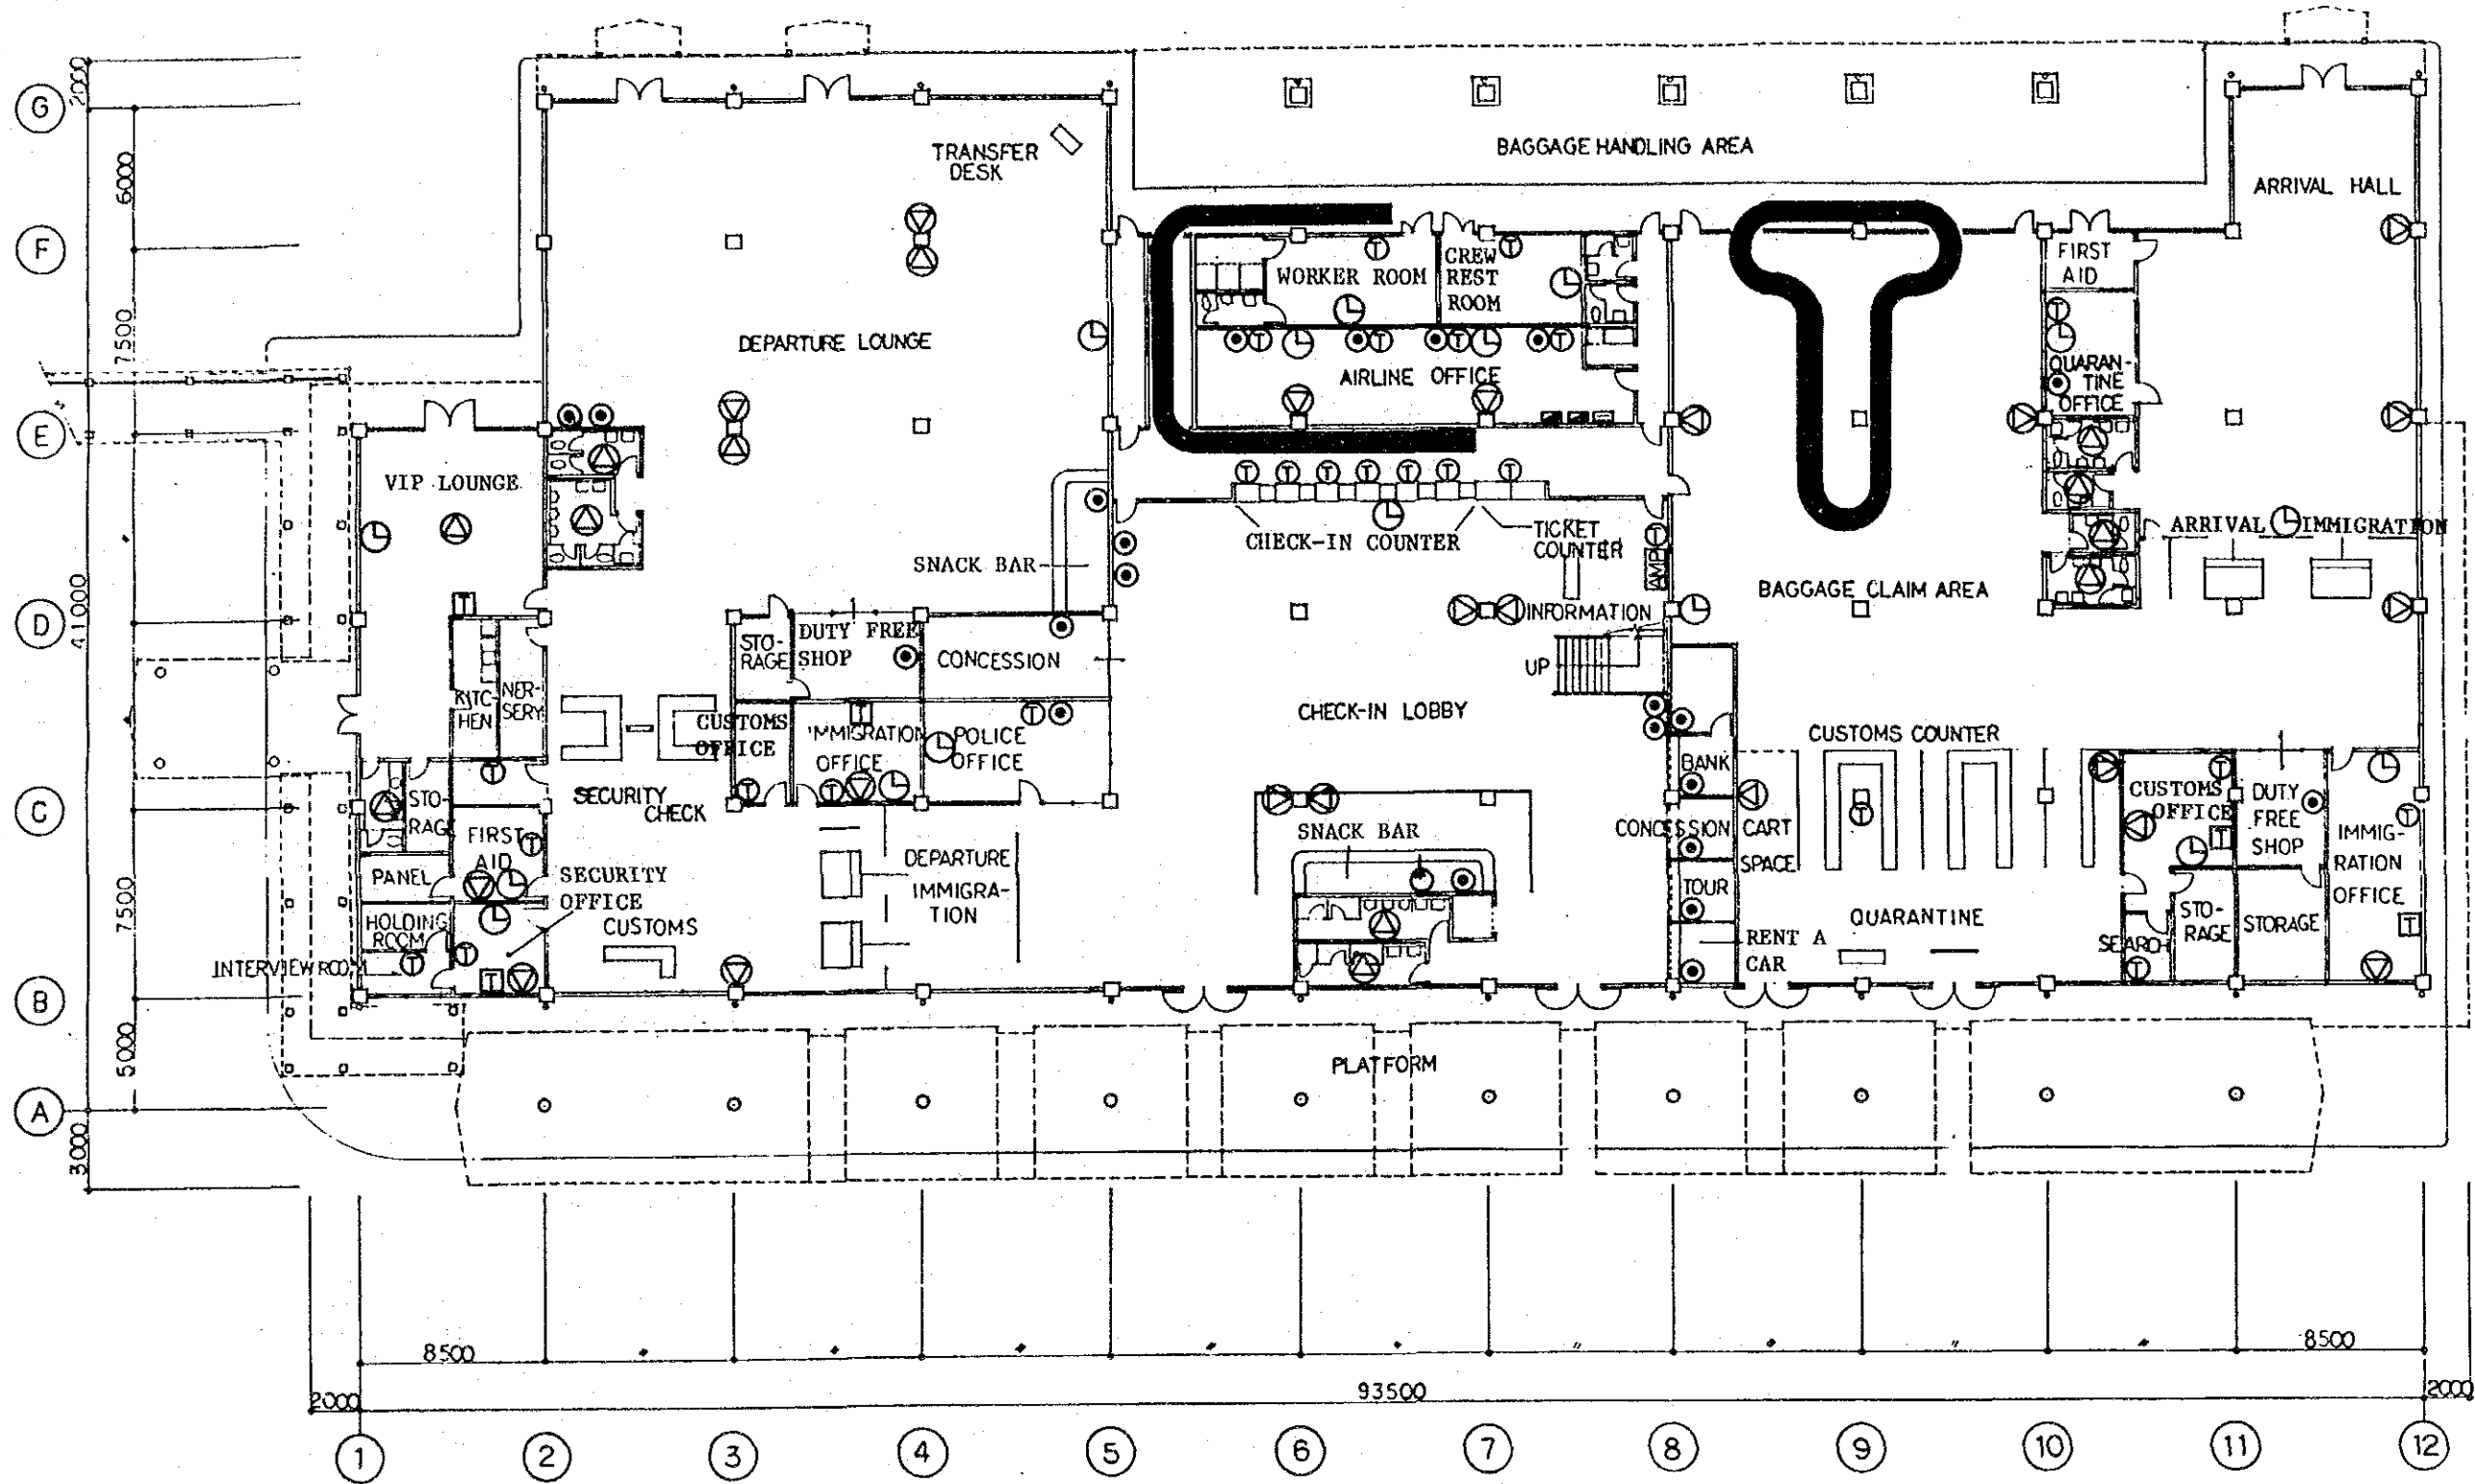 G
2000
6000
TRANSFER
DESK
BAGGAGE HANDLING AREA
ARRIVAL HALL
F
7500
DEPARTURE LOUNGE
T
WORKER ROOM
T
CREW
REST
ROOM
T T T T
AIRLINE OFFICE
FIRST
AID
T
QUARAN-
TINE
OFFICE
E
VIP LOUNGE
T T T T T T T
CHECK-IN COUNTER
TICKET
COUNTER
T
AMP
ARRIVAL IMMIGRATION
SNACK BAR
BAGGAGE CLAIM AREA
D
41000
T
STO-
RAGE
DUTY FREE
SHOP
CONCESSION
INFORMATION
UP
KITC-
HEN
NER-
SERY
CUSTOMS
OFFICE
T
IMMIGRATION
OFFICE
T
POLICE
OFFICE
CHECK-IN LOBBY
CUSTOMS COUNTER
BANK
C
T
STO-
RAGE
SECURITY
CHECK
T
T
SNACK BAR
CONCESSION
CART
SPACE
T
T
CUSTOMS
OFFICE
T
DUTY
FREE
SHOP
T
IMMIG-
RATION
OFFICE
T
FIRST
AID
T
PANEL
SECURITY
OFFICE
DEPARTURE
IMMIGRA-
TION
TOUR
7500
HOLDING
ROOM
CUSTOMS
QUARANTINE
STO-
RAGE
STORAGE
SEARCH
T
INTERVIEW ROO
T
T
T
RENT A
CAR
B
5000
PLATFORM
A
3000
8500
8500
2000
93500
2000
1
2
3
4
5
6
7
8
9
10
11
12